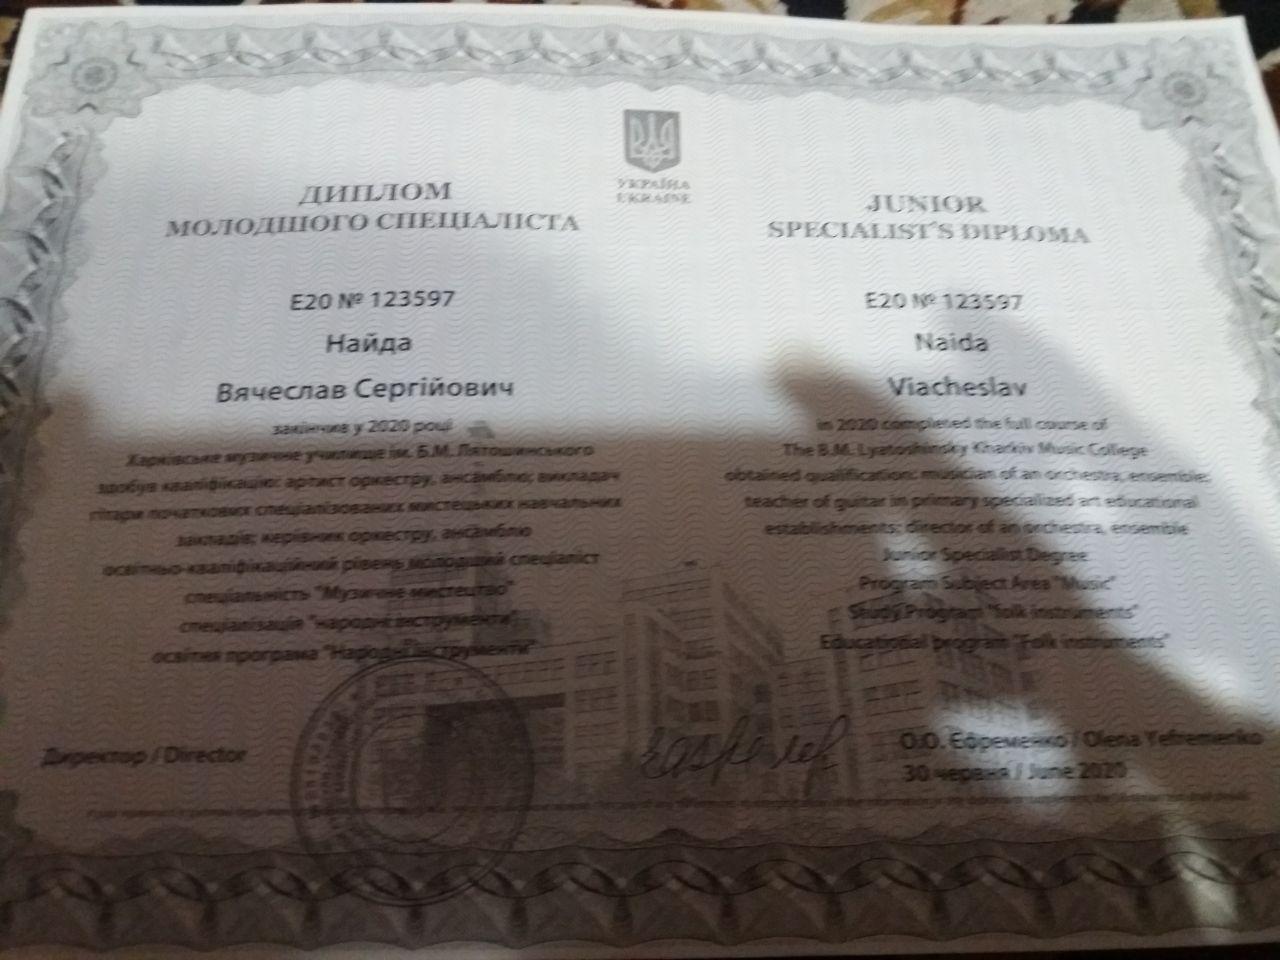 УКРАЇНА
UKRAINE
ДИПЛОМ
МОЛОДШОГО СПЕЦІАЛІСТА
Е20 № 123597
Найда
Вячеслав Сергійович
закінчив у 2020 році
Харківське музичне училище ім. Б.М. Лятошинського
здобув кваліфікацію: артист оркестру, ансамблю; викладач
гітари початкових спеціалізованих мистецьких навчальних
закладів; керівник оркестру, ансамблю
освітньо-кваліфікаційний рівень молодший спеціаліст
спеціальність "Музичне мистецтво"
спеціалізація "народні інструменти"
освітня програма "Народні інструменти"
JUNIOR
SPECIALIST'S DIPLOMA
E20 № 123597
Naida
Viacheslav
in 2020 completed the full course of
The B.M. Lyatoshinsky Kharkiv Music College
obtained qualification: musician of an orchestra, ensemble;
teacher of guitar in primary specialized art educational
establishments; director of an orchestra, ensemble
Junior Specialist Degree
Program Subject Area "Music"
Study Program "folk instruments"
Educational program "Folk instruments"
Директор / Director
О.О. Єфременко / Olena Yefremenko
30 червня / June 2020